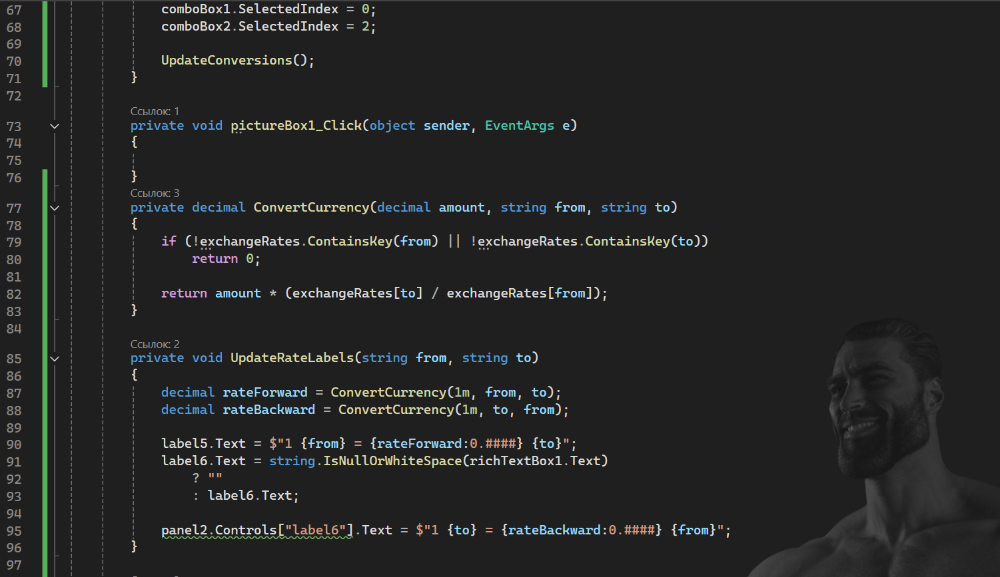 67 comboBox1.SelectedIndex = 0;
68 comboBox2.SelectedIndex = 2;
69
70 UpdateConversions();
71 }
72
Ссылок: 1
73 private void pictureBox1_Click(object sender, EventArgs e)
74 {
75
76 }
Ссылок: 3
77 private decimal ConvertCurrency(decimal amount, string from, string to)
78 {
79 if (!exchangeRates.ContainsKey(from) || !exchangeRates.ContainsKey(to))
80 return 0;
81
82 return amount * (exchangeRates[to] / exchangeRates[from]);
83 }
84
Ссылок: 2
85 private void UpdateRateLabels(string from, string to)
86 {
87 decimal rateForward = ConvertCurrency(1m, from, to);
88 decimal rateBackward = ConvertCurrency(1m, to, from);
89
90 label5.Text = $"1 {from} = {rateForward:0.####} {to}";
91 label6.Text = string.IsNullOrWhiteSpace(richTextBox1.Text)
92 ? ""
93 : label6.Text;
94
95 panel2.Controls["label6"].Text = $"1 {to} = {rateBackward:0.####} {from}";
96 }
97